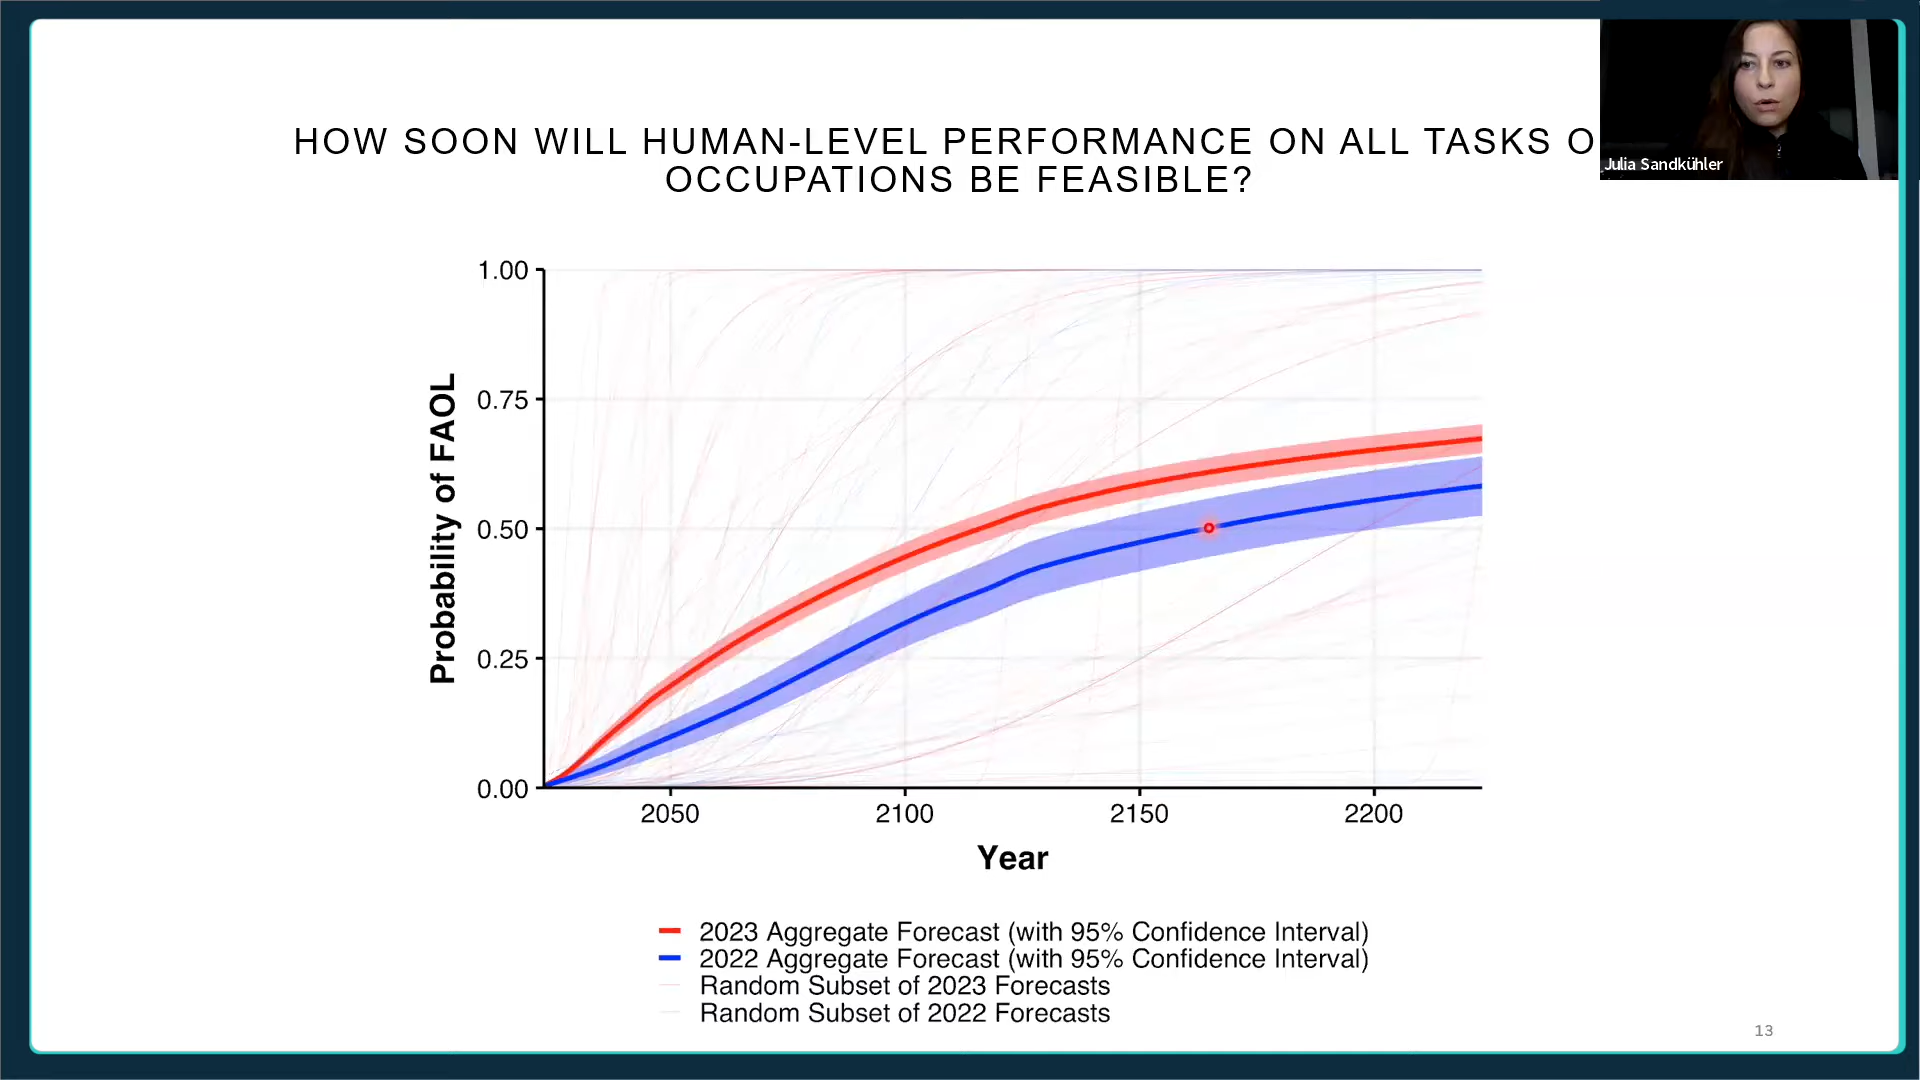 HOW SOON WILL HUMAN-LEVEL PERFORMANCE ON ALL TASKS O
OCCUPATIONS BE FEASIBLE?
Julia Sandkühler
1.00
0.75
0.50
0.25
0.00
Probability of FAOL
2050 2100 2150 2200
Year
2023 Aggregate Forecast (with 95% Confidence Interval)
2022 Aggregate Forecast (with 95% Confidence Interval)
Random Subset of 2023 Forecasts
Random Subset of 2022 Forecasts
13